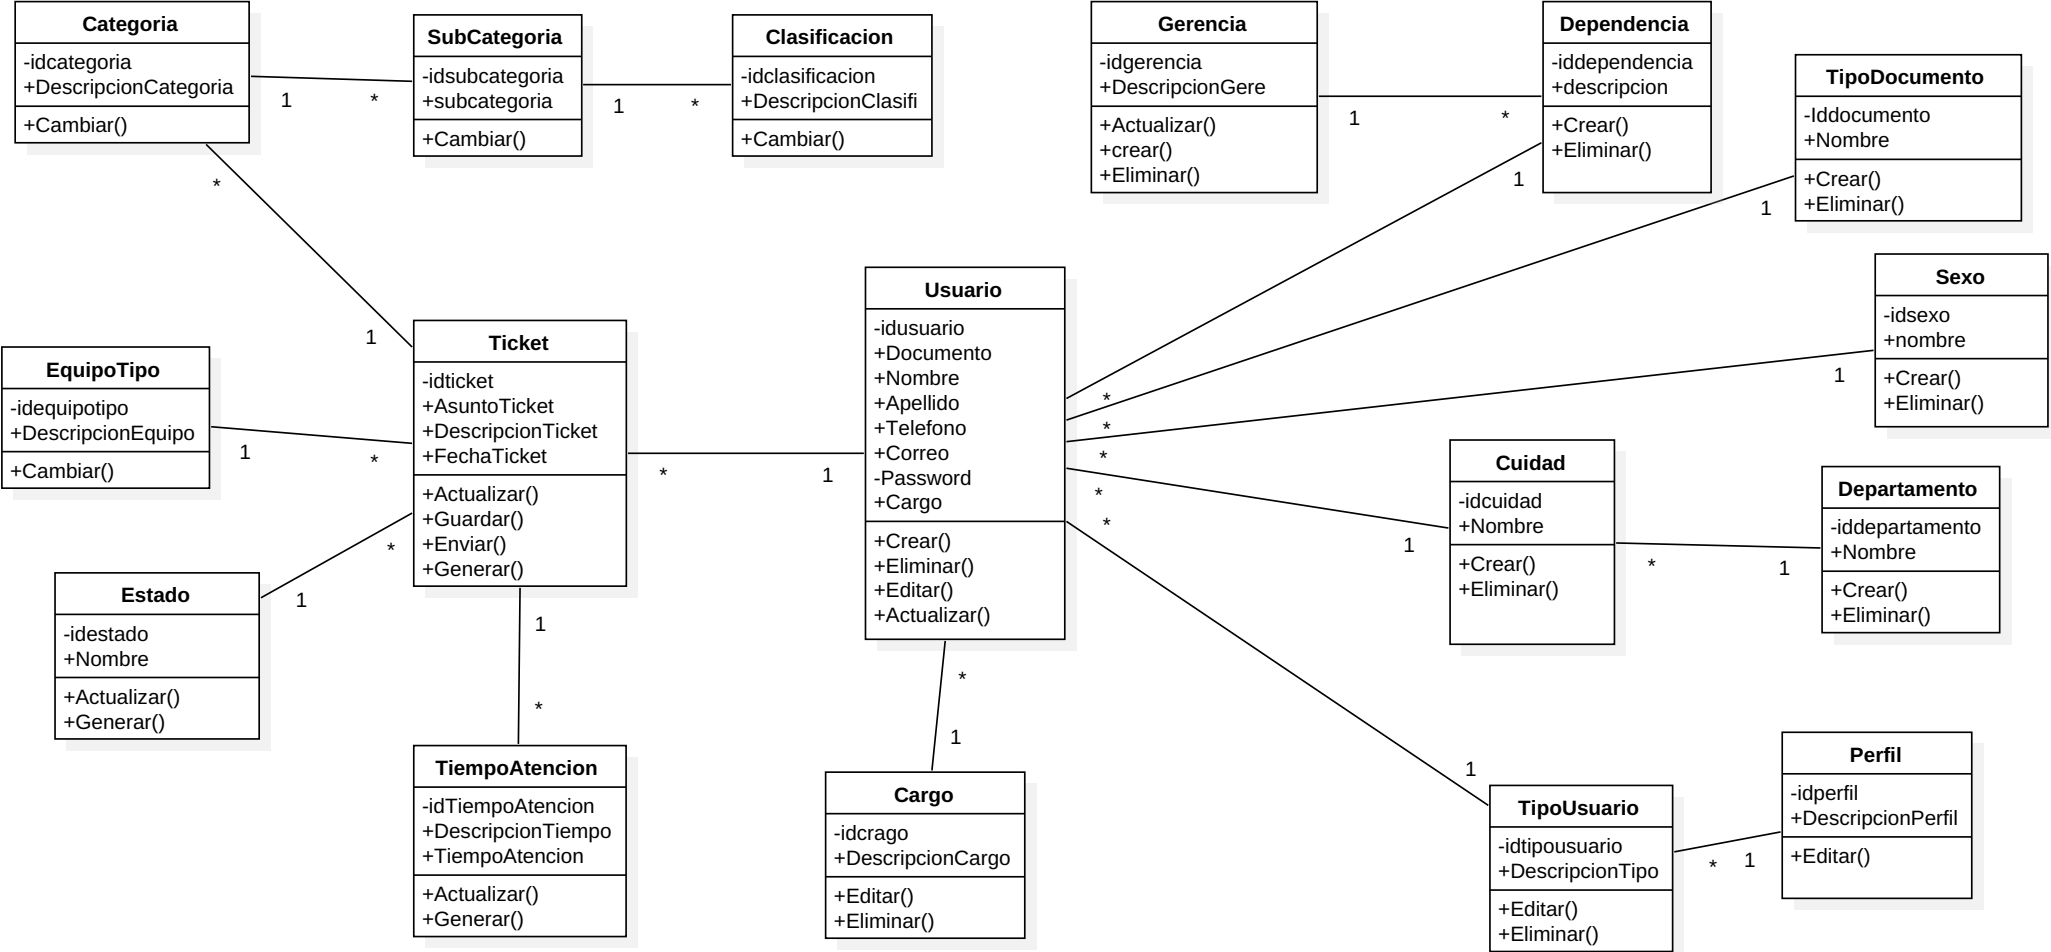 Categoria
-idcategoria
+DescripcionCategoria
+Cambiar()
1
*
SubCategoria
-idsubcategoria
+subcategoria
+Cambiar()
1
*
Clasificacion
-idclasificacion
+DescripcionClasifi
+Cambiar()
Gerencia
-idgerencia
+DescripcionGere
+Actualizar()
+crear()
+Eliminar()
1
*
Dependencia
-iddependencia
+descripcion
+Crear()
+Eliminar()
1
TipoDocumento
-Iddocumento
+Nombre
+Crear()
+Eliminar()
1
*
1
Sexo
-idsexo
+nombre
+Crear()
+Eliminar()
1
EquipoTipo
-idequipotipo
+DescripcionEquipo
+Cambiar()
1
*
Ticket
-idticket
+AsuntoTicket
+DescripcionTicket
+FechaTicket
+Actualizar()
+Guardar()
+Enviar()
+Generar()
*
1
Usuario
-idusuario
+Documento
+Nombre
+Apellido
+Telefono
+Correo
-Password
+Cargo
+Crear()
+Eliminar()
+Editar()
+Actualizar()
*
*
*
*
*
Cuidad
-idcuidad
+Nombre
+Crear()
+Eliminar()
1
*
1
Departamento
-iddepartamento
+Nombre
+Crear()
+Eliminar()
Estado
-idestado
+Nombre
+Actualizar()
+Generar()
1
*
1
*
TiempoAtencion
-idTiempoAtencion
+DescripcionTiempo
+TiempoAtencion
+Actualizar()
+Generar()
*
1
Cargo
-idcrago
+DescripcionCargo
+Editar()
+Eliminar()
1
TipoUsuario
-idtipousuario
+DescripcionTipo
+Editar()
+Eliminar()
*
1
Perfil
-idperfil
+DescripcionPerfil
+Editar()